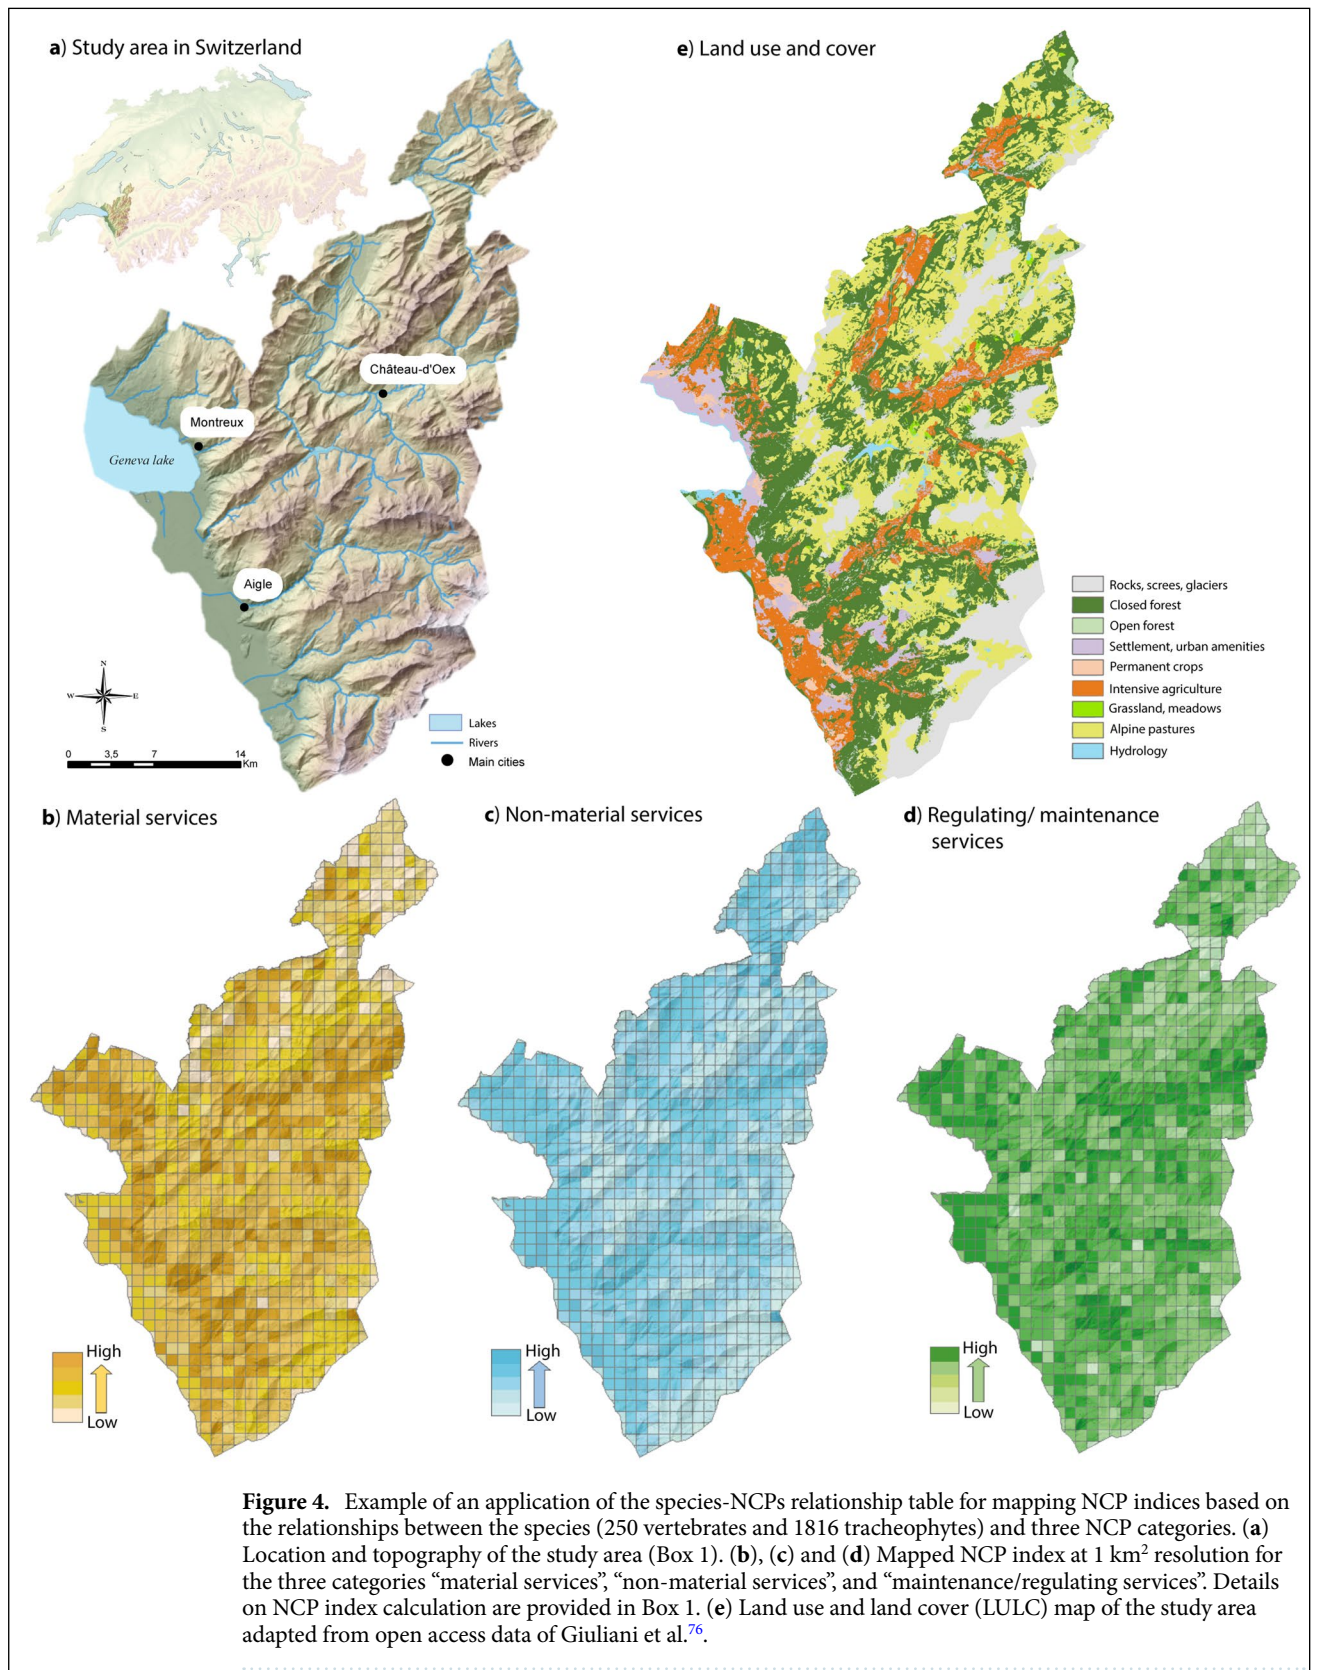 a) Study area in Switzerland
Château-d'Oex
Montreux
Geneva lake
Aigle
N
W
E
S
0 3,5 7 14
Km
Lakes
Rivers
Main cities
e) Land use and cover
Rocks, screes, glaciers
Closed forest
Open forest
Settlement, urban amenities
Permanent crops
Intensive agriculture
Grassland, meadows
Alpine pastures
Hydrology
b) Material services
High
Low
c) Non-material services
High
Low
d) Regulating/ maintenance
services
High
Low
Figure 4. Example of an application of the species-NCPs relationship table for mapping NCP indices based on
the relationships between the species (250 vertebrates and 1816 tracheophytes) and three NCP categories. (a)
Location and topography of the study area (Box 1). (b), (c) and (d) Mapped NCP index at 1 km² resolution for
the three categories “material services”, “non-material services”, and “maintenance/regulating services”. Details
on NCP index calculation are provided in Box 1. (e) Land use and land cover (LULC) map of the study area
adapted from open access data of Giuliani et al.⁷⁶.